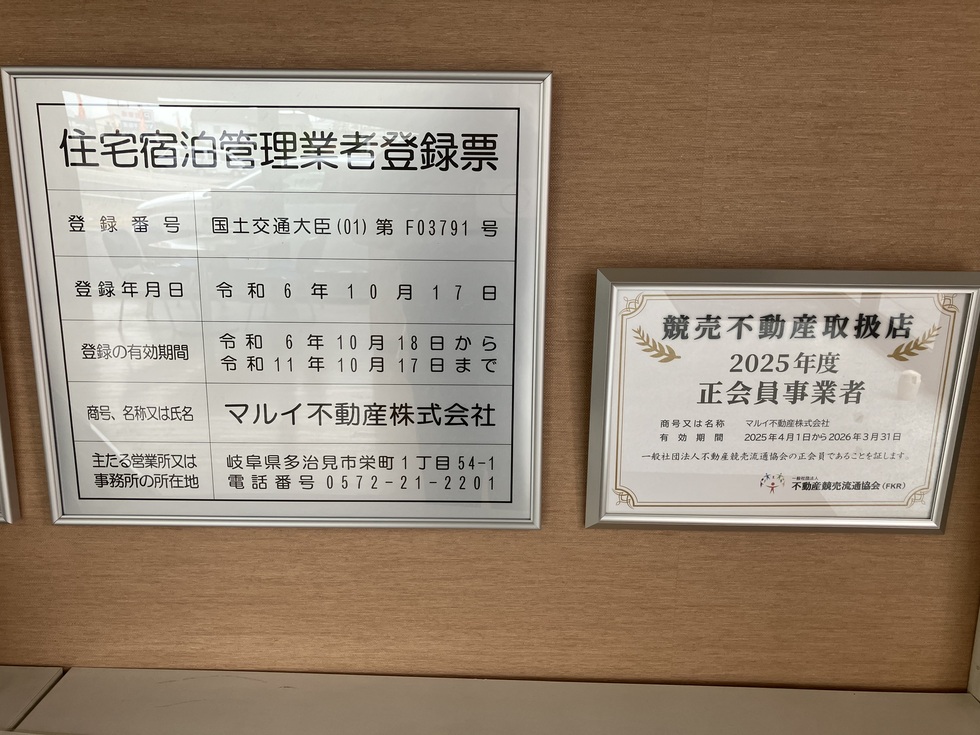 住宅宿泊管理業者登録票
登録番号 国土交通大臣(01)第 F03791 号
登録年月日 令和 6 年 10 月 17 日
登録の有効期間
令和 6 年 10 月 18 日から
令和 11 年 10 月 17 日まで
商号、名称又は氏名 マルイ不動産株式会社
主たる営業所又は
事務所の所在地
岐阜県多治見市栄町1丁目54-1
電話番号 0572-21-2201
競売不動産取扱店
2025年度
正会員事業者
商号又は名称 マルイ不動産株式会社
有効期間 2025年4月1日から2026年3月31日
一般社団法人不動産競売流通協会の正会員であることを証します。
一般社団法人
不動産競売流通協会(FKR)